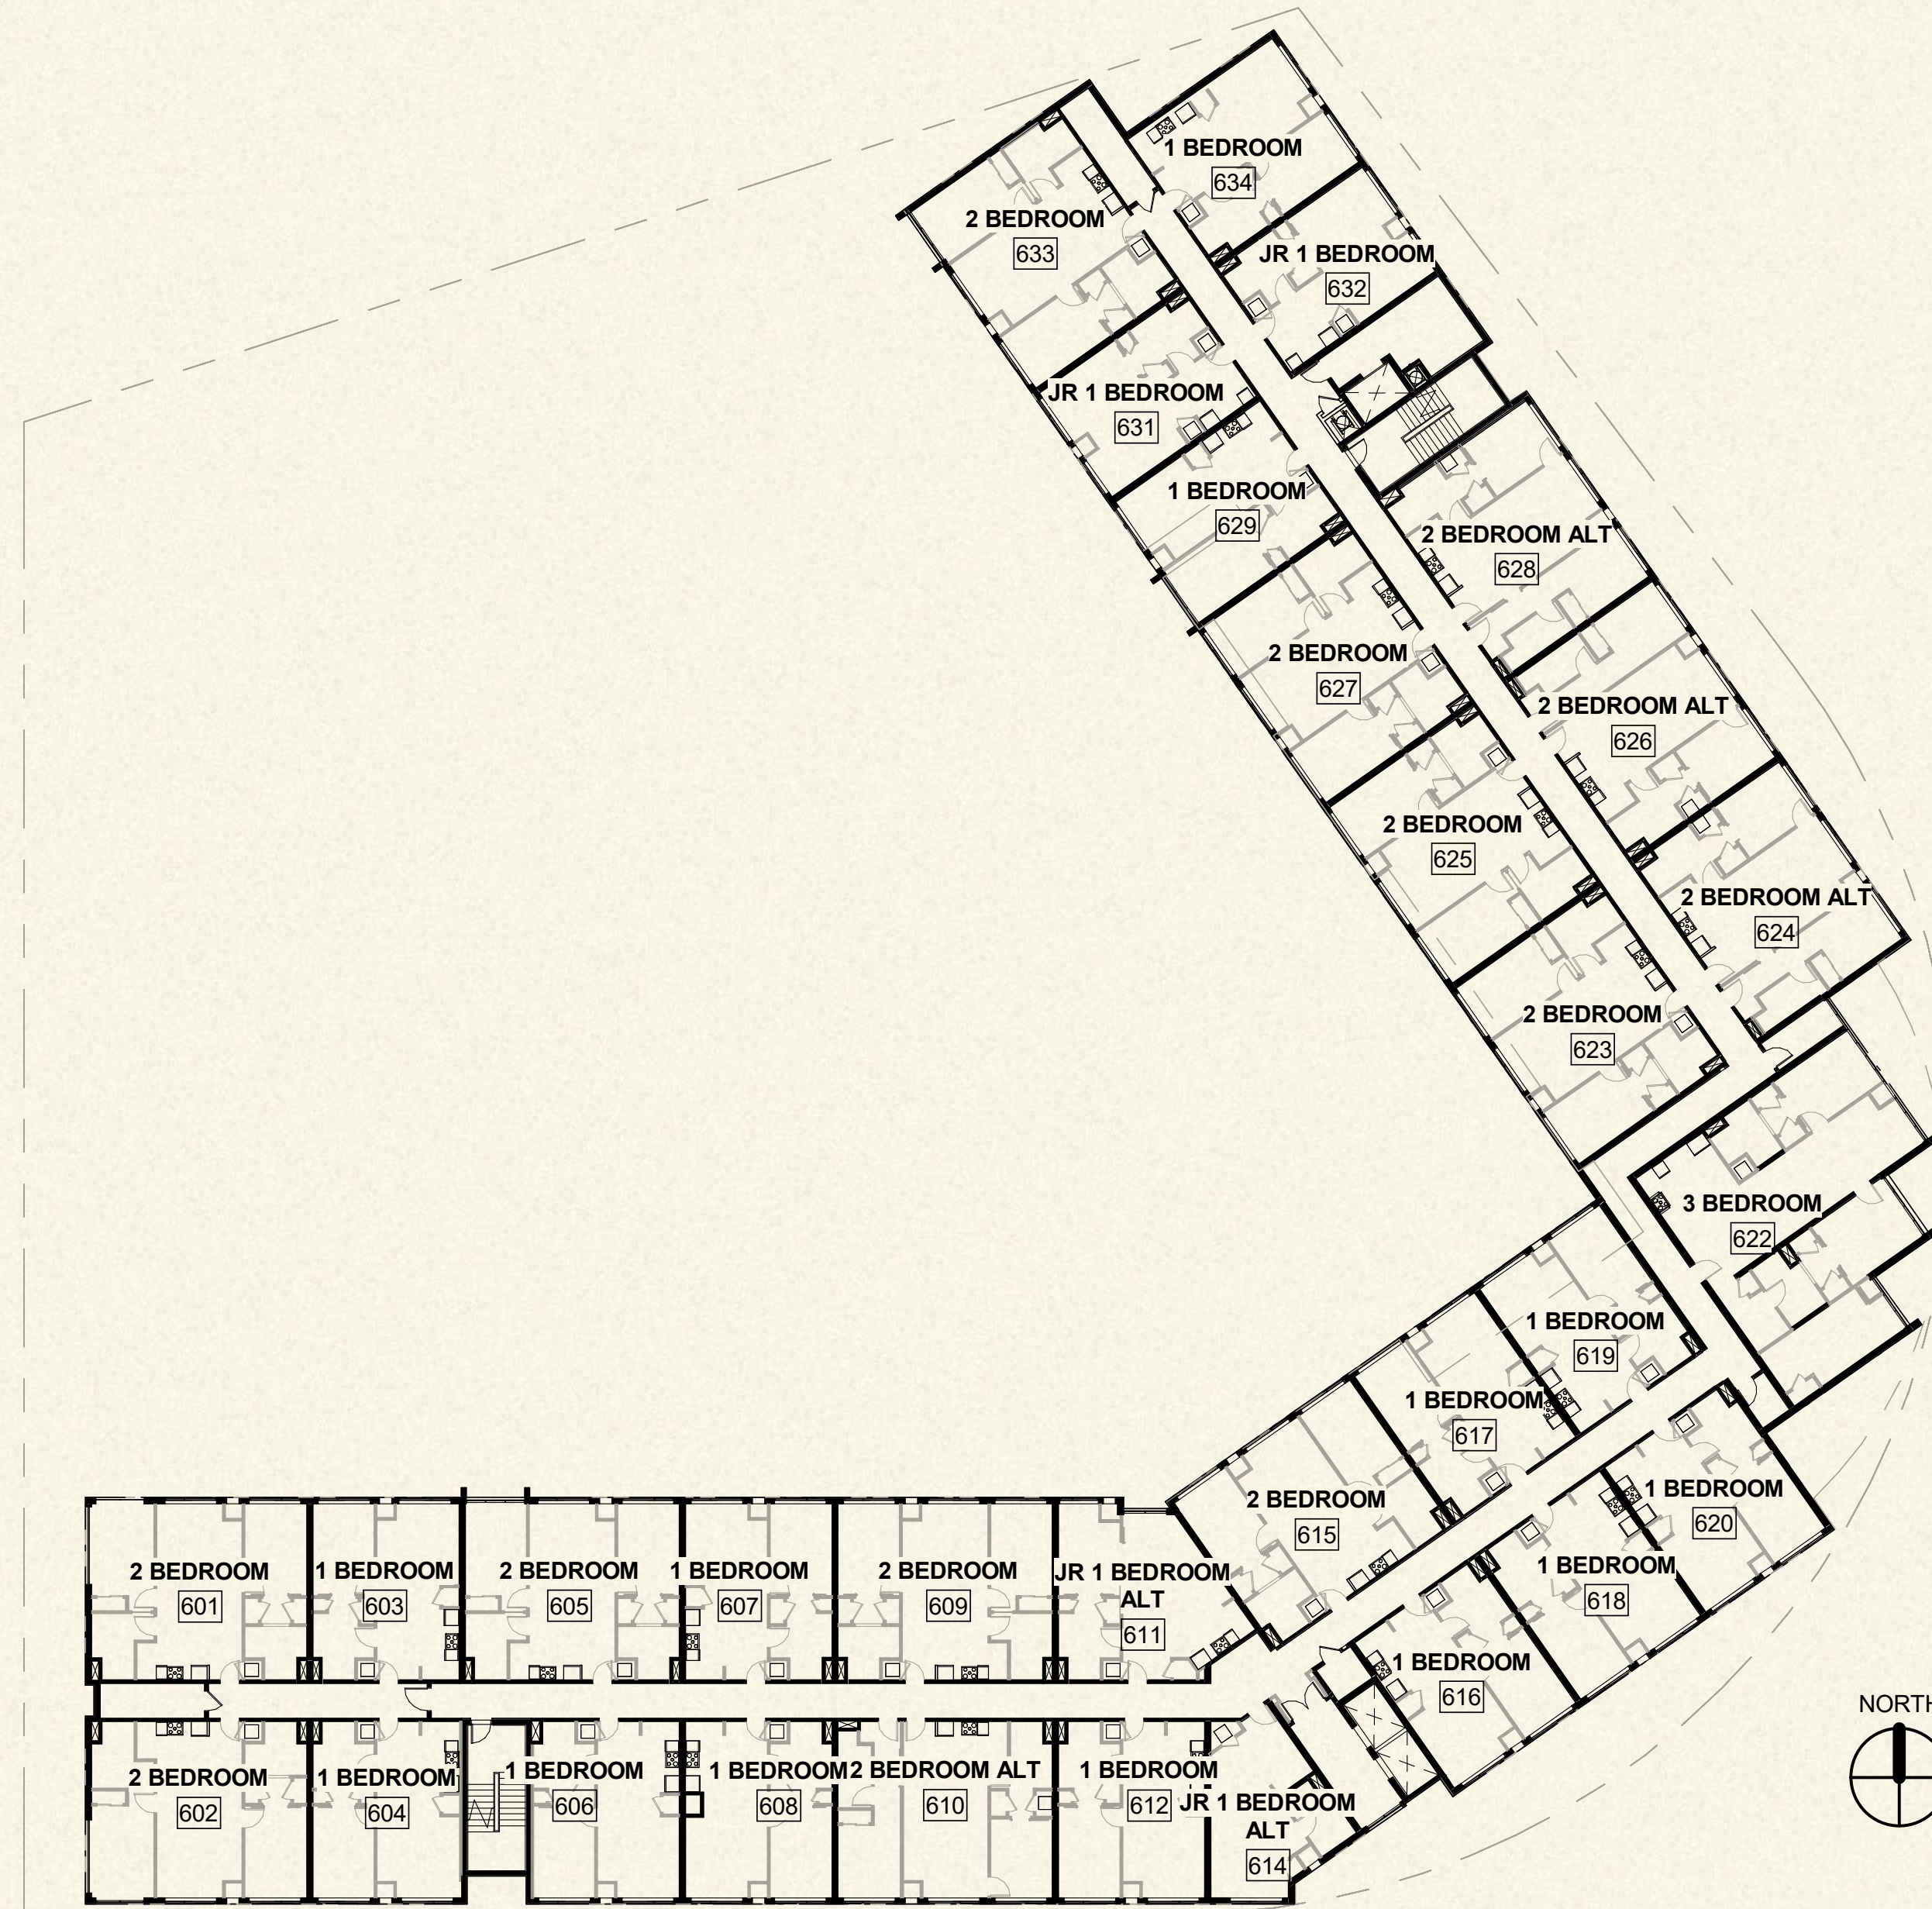 1 BEDROOM
634
2 BEDROOM
633
JR 1 BEDROOM
632
JR 1 BEDROOM
631
1 BEDROOM
629
2 BEDROOM ALT
628
2 BEDROOM
627
2 BEDROOM ALT
626
2 BEDROOM
625
2 BEDROOM ALT
624
2 BEDROOM
623
3 BEDROOM
622
1 BEDROOM
619
1 BEDROOM
617
2 BEDROOM
615
1 BEDROOM
620
1 BEDROOM
618
1 BEDROOM
616
2 BEDROOM
601
1 BEDROOM
603
2 BEDROOM
605
1 BEDROOM
607
2 BEDROOM
609
JR 1 BEDROOM
ALT
611
2 BEDROOM
602
1 BEDROOM
604
1 BEDROOM
606
1 BEDROOM
608
2 BEDROOM ALT
610
1 BEDROOM
612
JR 1 BEDROOM
ALT
614
NORTH